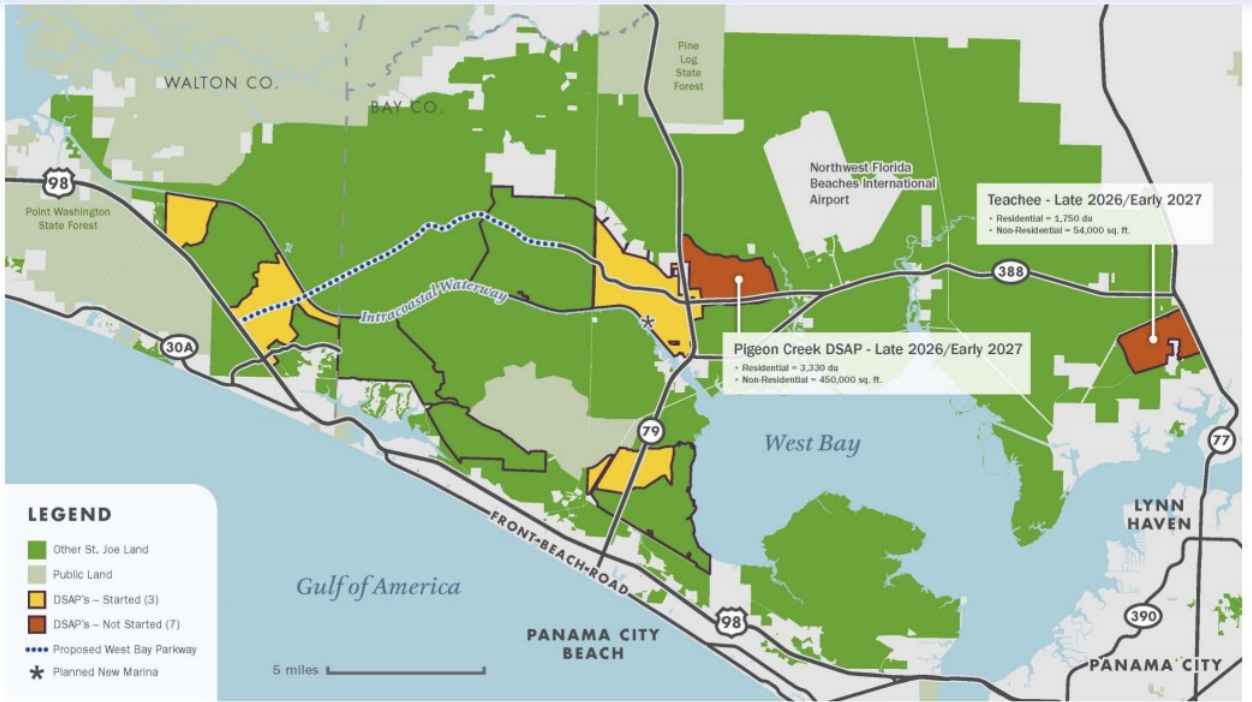 WALTON CO.
BAY CO.
Pine
Log
State
Forest
98
Point Washington
State Forest
Northwest Florida
Beaches International
Airport
Teachee - Late 2026/Early 2027
• Residential = 1,750 du
• Non-Residential = 54,000 sq. ft.
388
Intracoastal Waterway
30A
Pigeon Creek DSAP - Late 2026/Early 2027
• Residential = 3,330 du
• Non-Residential = 450,000 sq. ft.
79
West Bay
77
LYNN
HAVEN
FRONT-BEACH-ROAD
Gulf of America
PANAMA CITY
BEACH
98
390
PANAMA CITY
5 miles
LEGEND
Other St. Joe Land
Public Land
DSAP's – Started (3)
DSAP's – Not Started (7)
Proposed West Bay Parkway
Planned New Marina